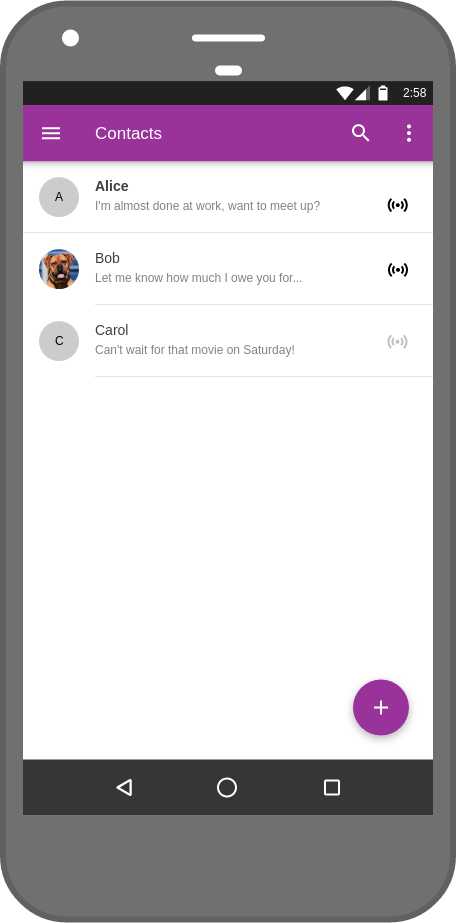 2:58
Contacts
A
Alice
I'm almost done at work, want to meet up?
Bob
Let me know how much I owe you for...
C
Carol
Can't wait for that movie on Saturday!